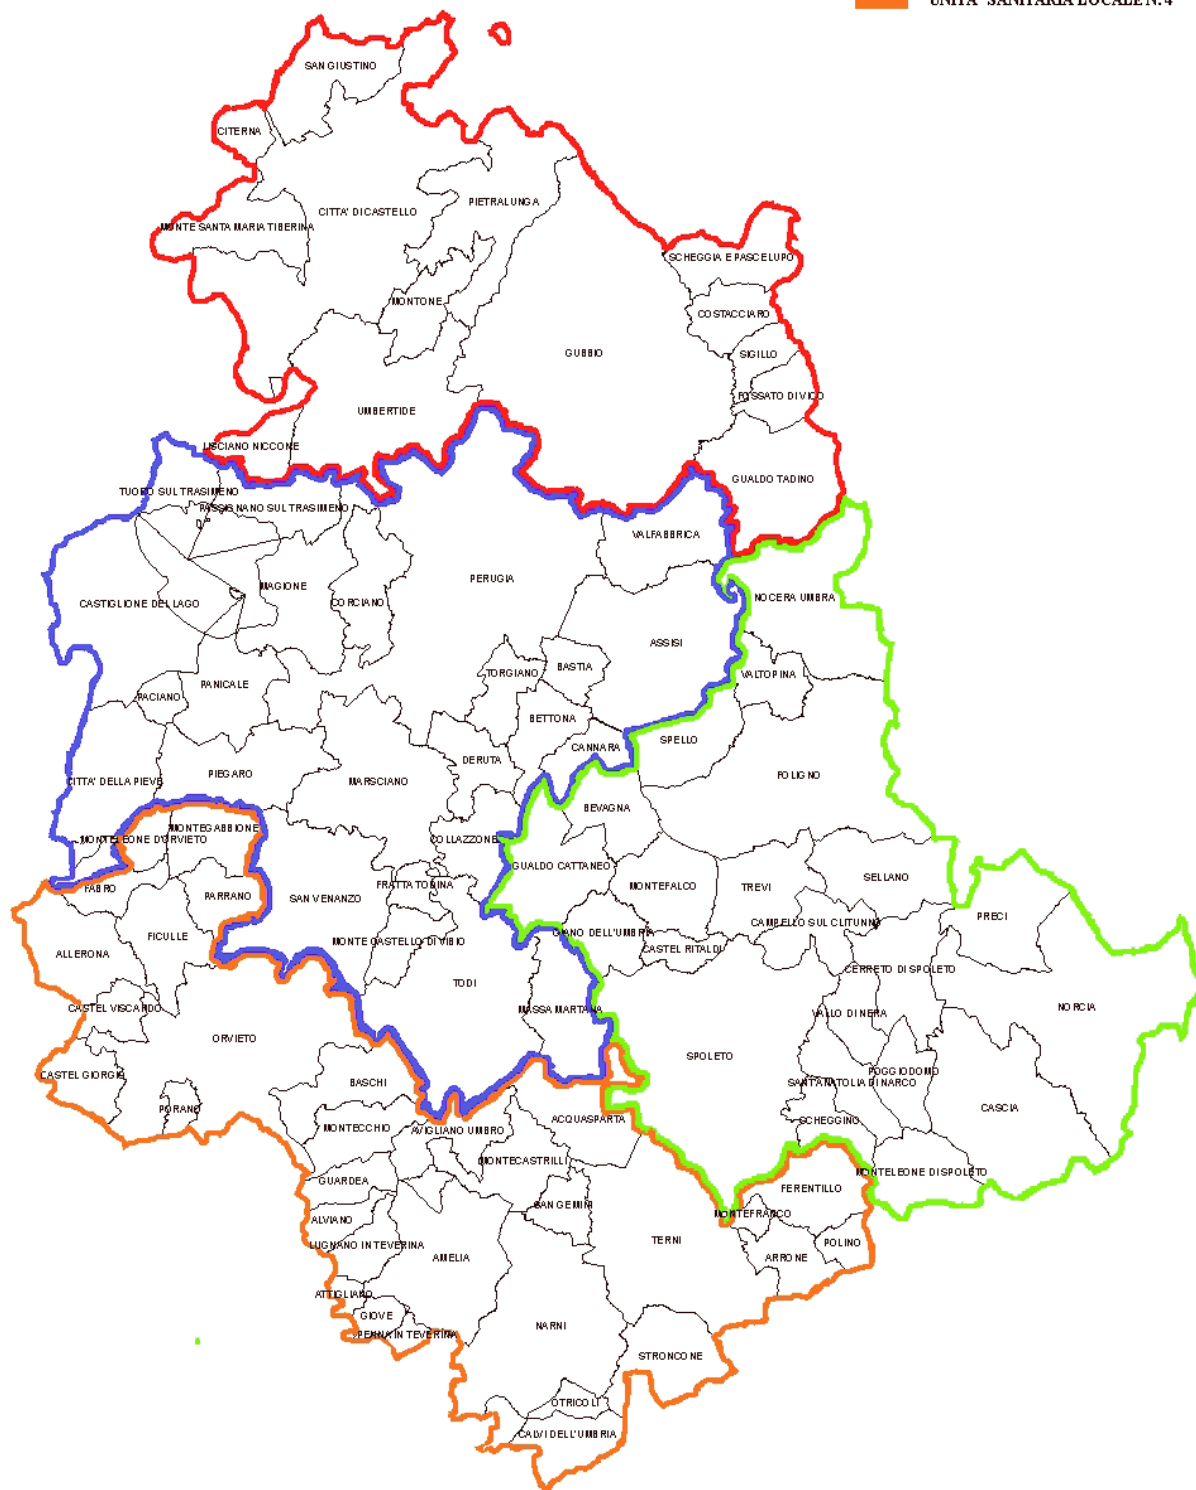 UNITA' SANITARIA LOCALE N. 4
SAN GIUSTINO
CITERNA
CITTA' DI CASTELLO
PIETRALUNGA
MONTE SANTA MARIA TIBERINA
SCHEGGIA E PASCELUPO
MONTONE
COSTACCIARO
GUBBIO
SIGILLO
FOSSATO DI VICO
UMBERTIDE
LISCIANO NICCONE
GUALDO TADINO
TUORO SUL TRASIMENO
PASSIGNANO SUL TRASIMENO
VALFABBRICA
PERUGIA
MAGIONE
CASTIGLIONE DEL LAGO
CORCIANO
NOCERA UMBRA
ASSISI
BASTIA
TORGIANO
VALTOPINA
PANICALE
PACIANO
BETTONA
SPELLO
CANNARA
DERUTA
PIEGARO
FOLIGNO
CITTA' DELLA PIEVE
MARSCIANO
BEVAGNA
MONTEGABBIONE
MONTELEONE D'ORVIETO
COLLAZZONE
GUALDO CATTANEO
SELLANO
FABRO
FRATTA TODINA
MONTEFALCO
TREVI
PARRANO
SAN VENANZO
PRECI
CAMPELLO SUL CLITUNNO
GIANO DELL'UMBRIA
FICULLE
MONTE CASTELLO DI VIBIO
CASTEL RITALDI
ALLERONA
CERRETO DI SPOLETO
TODI
CASTEL VISCARDO
MASSA MARTANA
NORCIA
VALLO DI NERA
ORVIETO
SPOLETO
POGGIODOMO
CASTEL GIORGIO
BASCHI
SANT'ANATOLIA DI NARCO
PORANO
CASCIA
ACQUASPARTA
SCHEGGINO
MONTECCHIO
AVIGLIANO UMBRO
MONTECASTRILLI
MONTELEONE DI SPOLETO
GUARDEA
FERENTILLO
SAN GEMINI
MONTEFRANCO
ALVIANO
TERNI
POLINO
LUGNANO IN TEVERINA
AMELIA
ARRONE
ATTIGLIANO
GIOVE
NARNI
PENNA IN TEVERINA
STRONCONE
OTRICOLI
CALVI DELL'UMBRIA